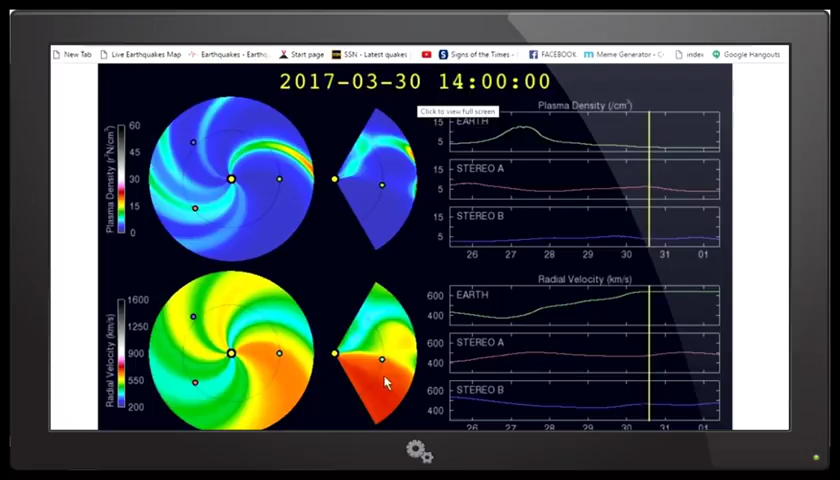 New Tab Live Earthquakes Map Earthquakes - Earthq Start page SSN - Latest quakes Signs of the Times - FACEBOOK Meme Generator - C index Google Hangouts
2017-03-30 14:00:00
Click to view full screen
Plasma Density (/cm³)
Plasma Density (r²N/cm³)
60
45
30
15
0
EARTH
15
5
STEREO A
15
5
STEREO B
15
5
26 27 28 29 30 31 01
Radial Velocity (km/s)
Radial Velocity (km/s)
1600
1250
900
550
200
EARTH
600
400
STEREO A
600
400
STEREO B
600
400
26 27 28 29 30 31 01